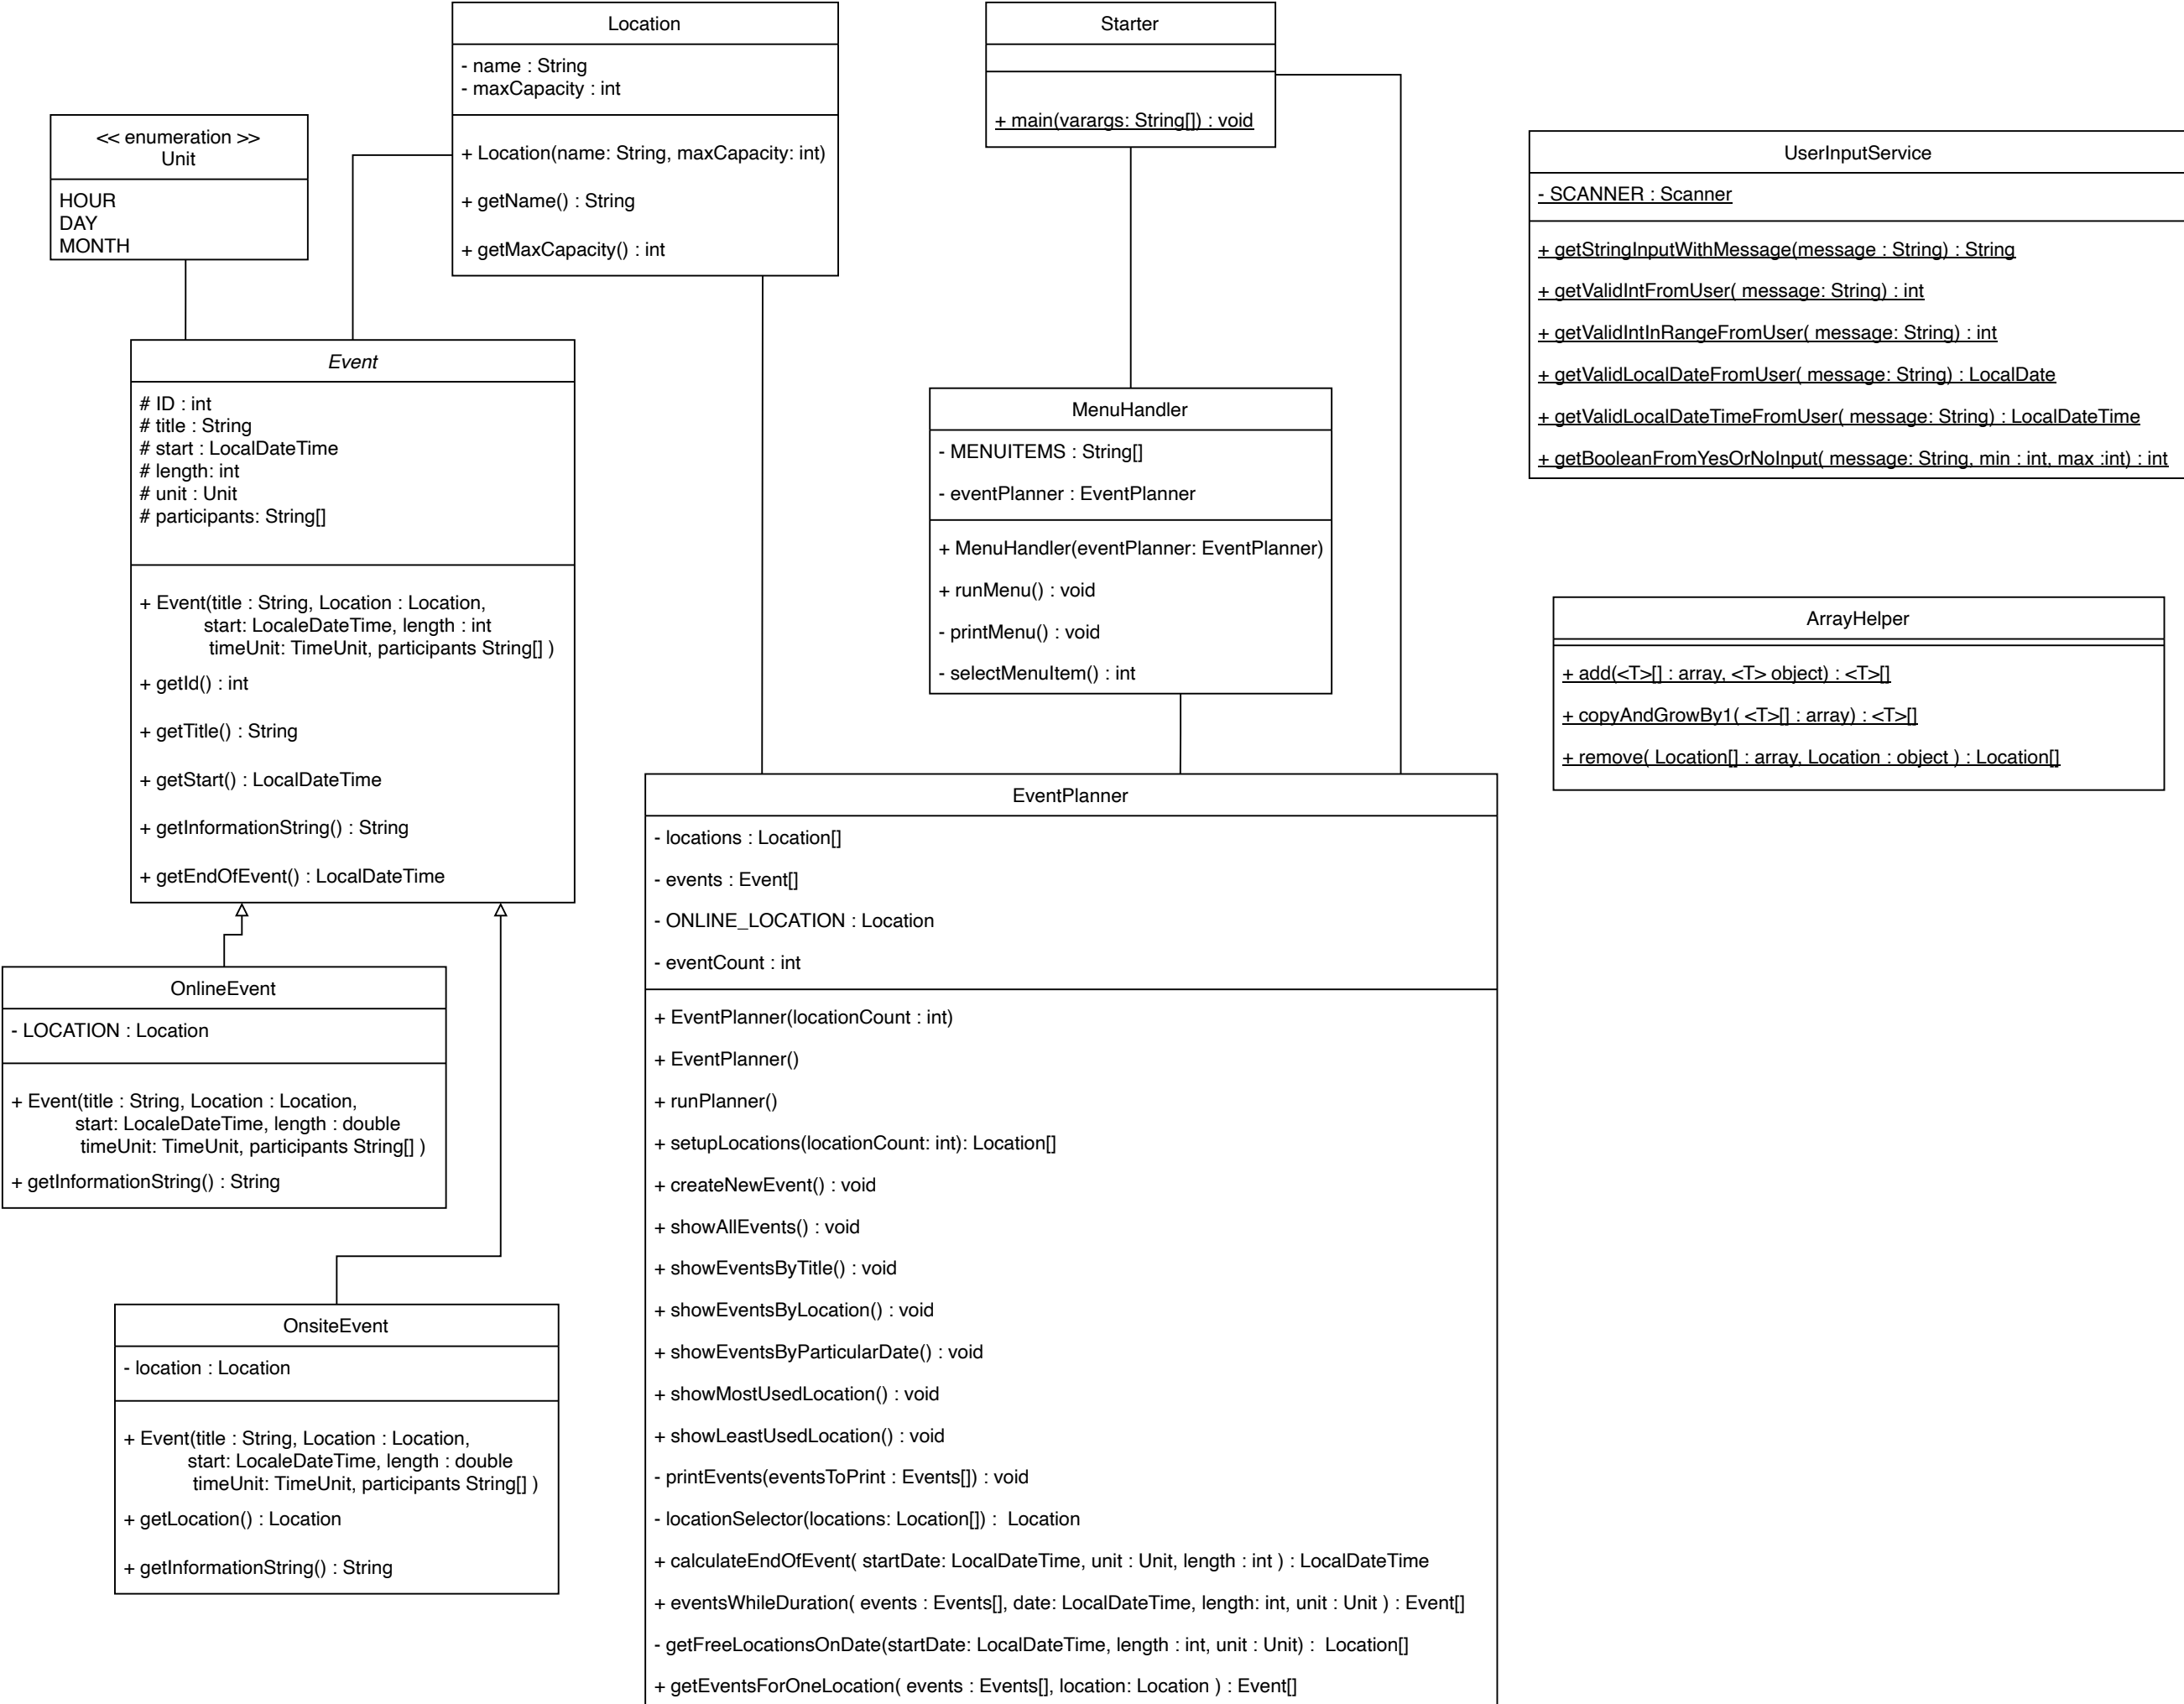 Location
- name : String
- maxCapacity : int
+ Location(name: String, maxCapacity: int)
+ getName() : String
+ getMaxCapacity() : int
Starter
+ main(varargs: String[]) : void
<< enumeration >>
Unit
HOUR
DAY
MONTH
UserInputService
- SCANNER : Scanner
+ getStringInputWithMessage(message : String) : String
+ getValidIntFromUser( message: String) : int
+ getValidIntInRangeFromUser( message: String) : int
+ getValidLocalDateFromUser( message: String) : LocalDate
+ getValidLocalDateTimeFromUser( message: String) : LocalDateTime
+ getBooleanFromYesOrNoInput( message: String, min : int, max :int) : int
Event
# ID : int
# title : String
# start : LocalDateTime
# length: int
# unit : Unit
# participants: String[]
+ Event(title : String, Location : Location,
start: LocaleDateTime, length : int
timeUnit: TimeUnit, participants String[] )
+ getId() : int
+ getTitle() : String
+ getStart() : LocalDateTime
+ getInformationString() : String
+ getEndOfEvent() : LocalDateTime
MenuHandler
- MENUITEMS : String[]
- eventPlanner : EventPlanner
+ MenuHandler(eventPlanner: EventPlanner)
+ runMenu() : void
- printMenu() : void
- selectMenuItem() : int
ArrayHelper
+ add(<T>[] : array, <T> object) : <T>[]
+ copyAndGrowBy1( <T>[] : array) : <T>[]
+ remove( Location[] : array, Location : object ) : Location[]
EventPlanner
- locations : Location[]
- events : Event[]
- ONLINE_LOCATION : Location
- eventCount : int
+ EventPlanner(locationCount : int)
+ EventPlanner()
+ runPlanner()
+ setupLocations(locationCount: int): Location[]
+ createNewEvent() : void
+ showAllEvents() : void
+ showEventsByTitle() : void
+ showEventsByLocation() : void
+ showEventsByParticularDate() : void
+ showMostUsedLocation() : void
+ showLeastUsedLocation() : void
- printEvents(eventsToPrint : Events[]) : void
- locationSelector(locations: Location[]) :  Location
+ calculateEndOfEvent( startDate: LocalDateTime, unit : Unit, length : int ) : LocalDateTime
+ eventsWhileDuration( events : Events[], date: LocalDateTime, length: int, unit : Unit ) : Event[]
- getFreeLocationsOnDate(startDate: LocalDateTime, length : int, unit : Unit) :  Location[]
+ getEventsForOneLocation( events : Events[], location: Location ) : Event[]
OnlineEvent
- LOCATION : Location
+ Event(title : String, Location : Location,
start: LocaleDateTime, length : double
timeUnit: TimeUnit, participants String[] )
+ getInformationString() : String
OnsiteEvent
- location : Location
+ Event(title : String, Location : Location,
start: LocaleDateTime, length : double
timeUnit: TimeUnit, participants String[] )
+ getLocation() : Location
+ getInformationString() : String